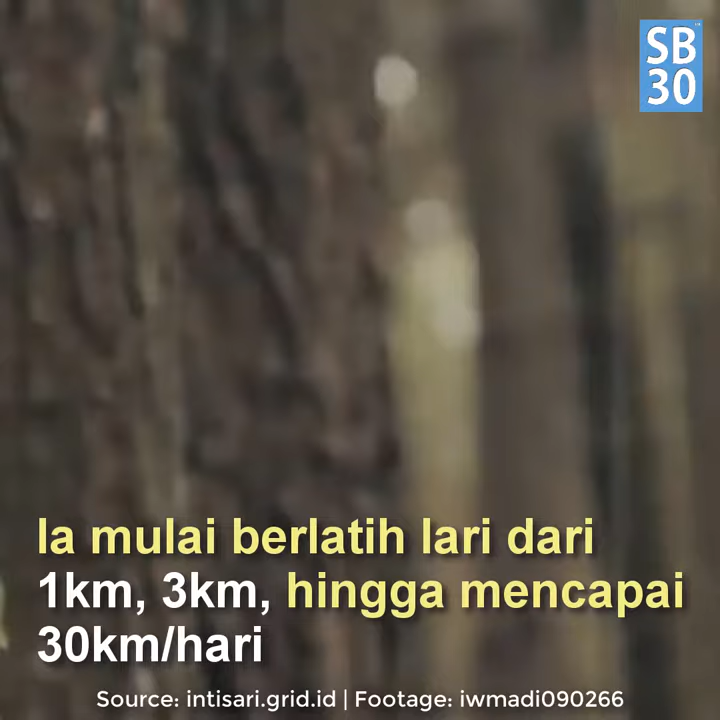 SB
30
Ia mulai berlatih lari dari
1km, 3km, hingga mencapai
30km/hari
Source: intisari.grid.id | Footage: iwmadi090266